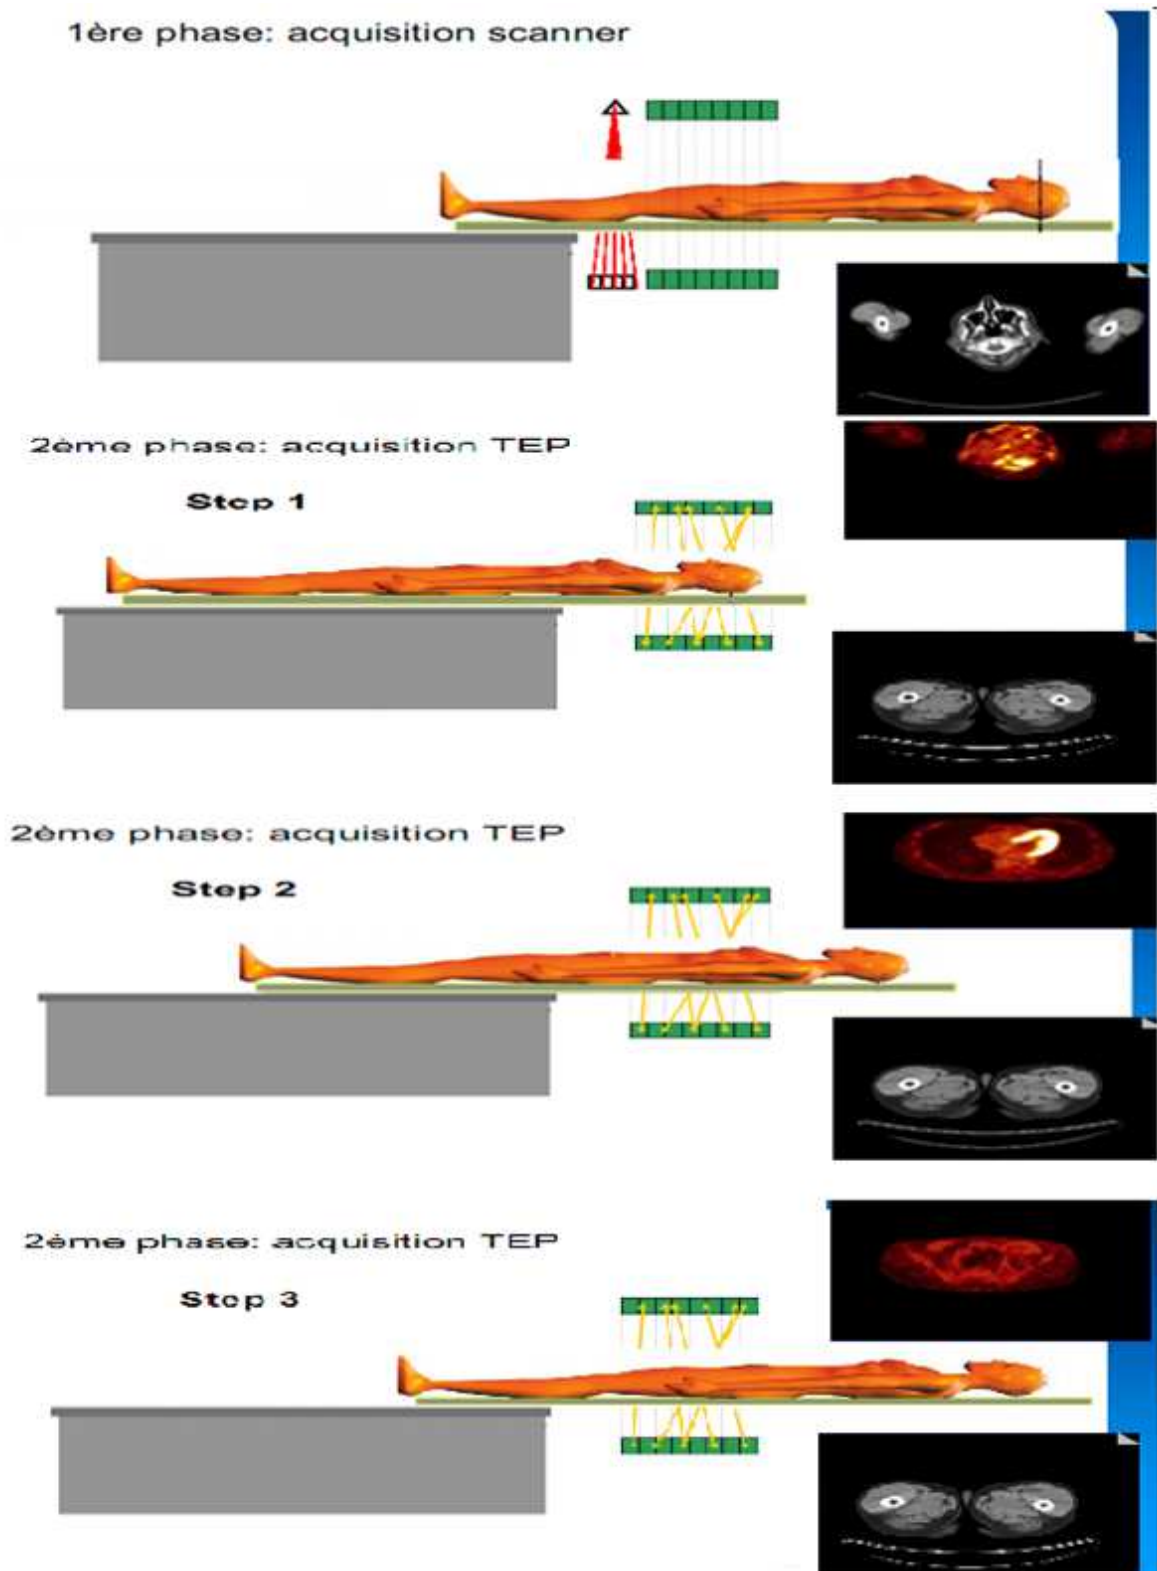 1ère phase: acquisition scanner
2ème phase: acquisition TEP
Step 1
2ème phase: acquisition TEP
Step 2
2ème phase: acquisition TEP
Step 3